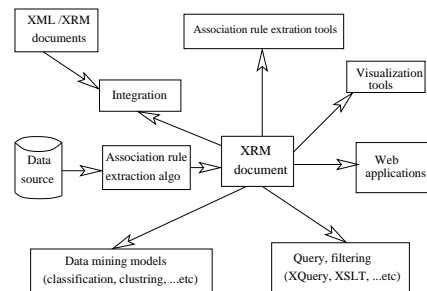 XML /XRM
documents
Association rule extration tools
Visualization
tools
Integration
Data
source
Association rule
extraction algo
XRM
document
Web
applications
Data mining models
(classification, clustring, ...etc)
Query, filtering
(XQuery, XSLT, ...etc)